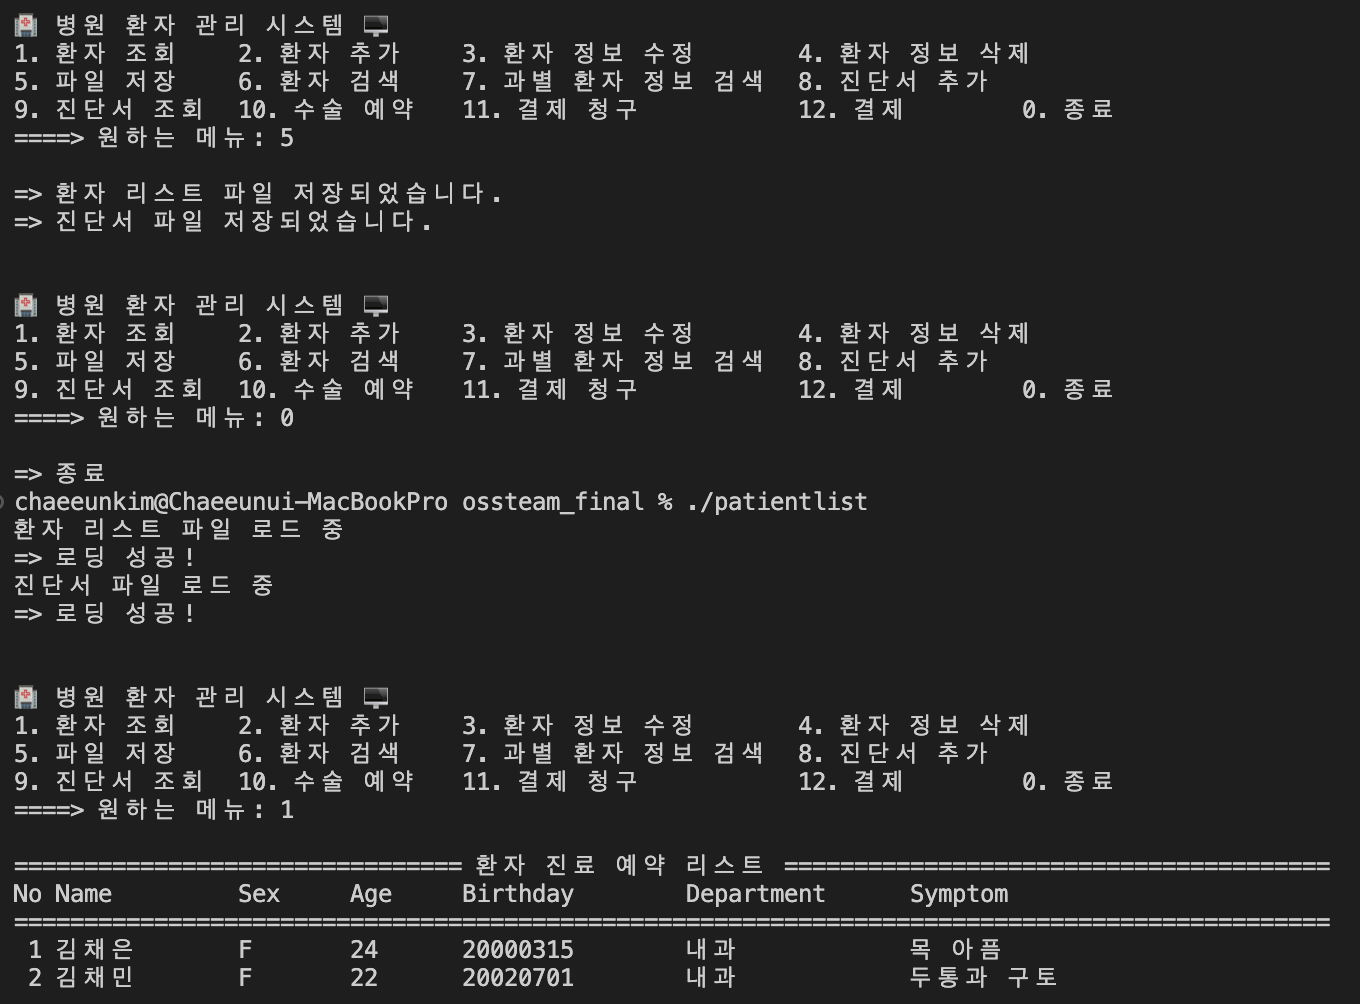 🏥 병원 환자 관리 시스템 🖥️
1. 환자 조회 2. 환자 추가 3. 환자 정보 수정 4. 환자 정보 삭제
5. 파일 저장 6. 환자 검색 7. 과별 환자 정보 검색 8. 진단서 추가
9. 진단서 조회 10. 수술 예약 11. 결제 청구 12. 결제 0. 종료
====> 원하는 메뉴: 5
=> 환자 리스트 파일 저장되었습니다.
=> 진단서 파일 저장되었습니다.
🏥 병원 환자 관리 시스템 🖥️
1. 환자 조회 2. 환자 추가 3. 환자 정보 수정 4. 환자 정보 삭제
5. 파일 저장 6. 환자 검색 7. 과별 환자 정보 검색 8. 진단서 추가
9. 진단서 조회 10. 수술 예약 11. 결제 청구 12. 결제 0. 종료
====> 원하는 메뉴: 0
=> 종료
chaeeunkim@Chaeeunui-MacBookPro ossteam_final % ./patientlist
환자 리스트 파일 로드 중
=> 로딩 성공!
진단서 파일 로드 중
=> 로딩 성공!
🏥 병원 환자 관리 시스템 🖥️
1. 환자 조회 2. 환자 추가 3. 환자 정보 수정 4. 환자 정보 삭제
5. 파일 저장 6. 환자 검색 7. 과별 환자 정보 검색 8. 진단서 추가
9. 진단서 조회 10. 수술 예약 11. 결제 청구 12. 결제 0. 종료
====> 원하는 메뉴: 1
================================ 환자 진료 예약 리스트 =======================================
No Name Sex Age Birthday Department Symptom
==============================================================================================
1 김채은 F 24 20000315 내과 목 아픔
2 김채민 F 22 20020701 내과 두통과 구토